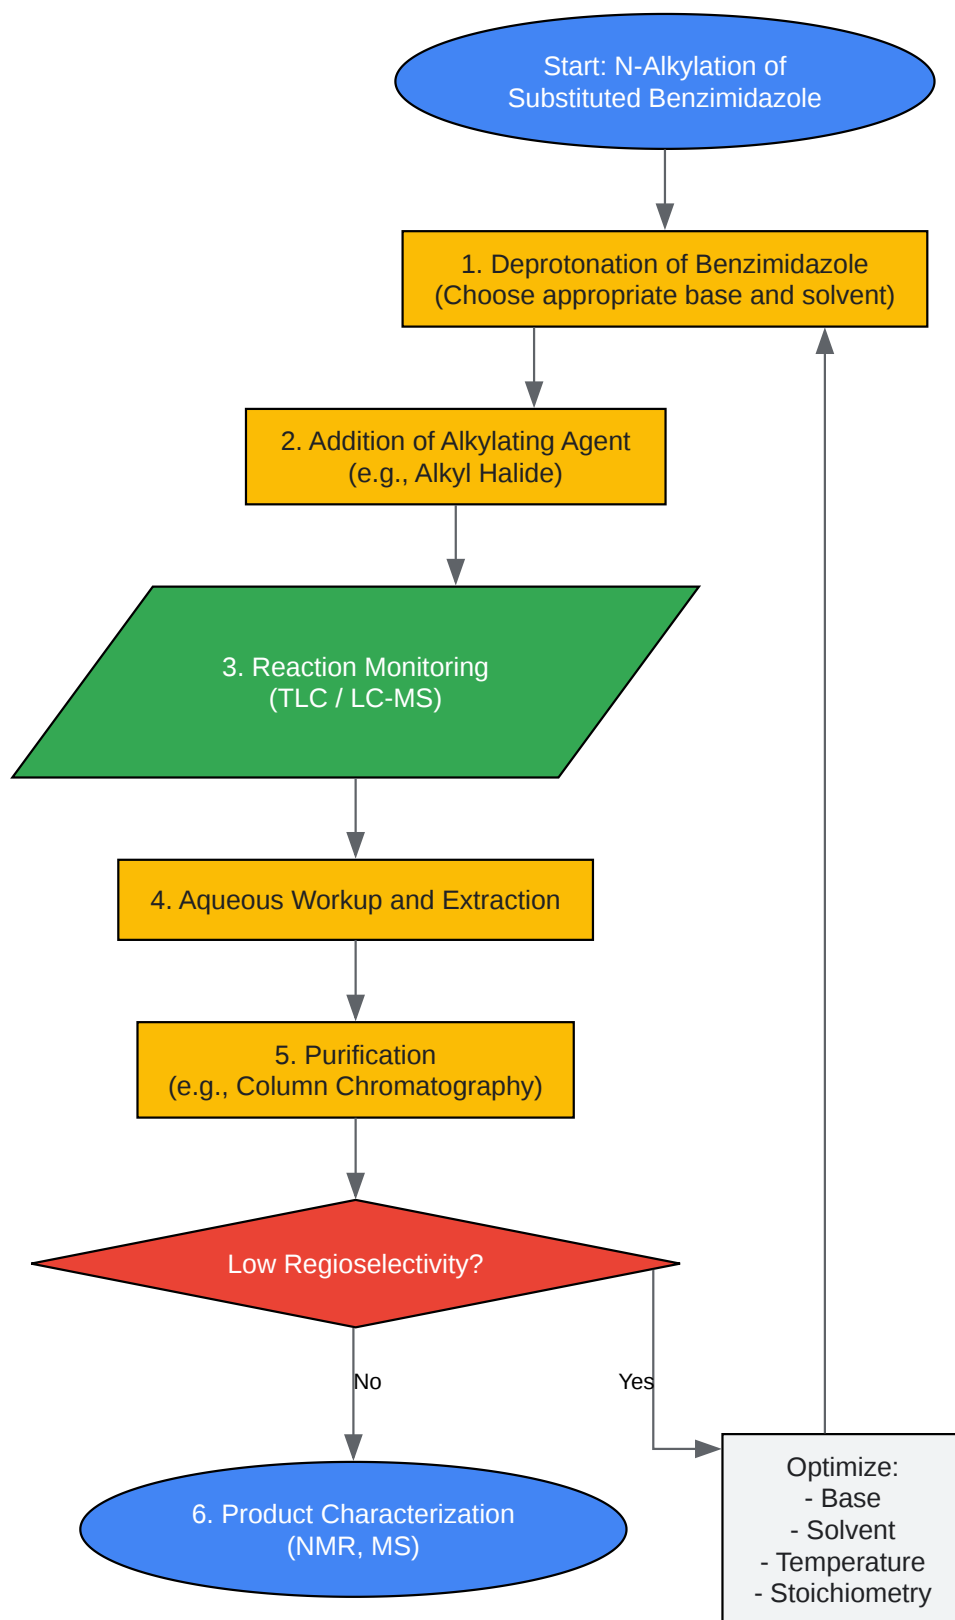 Start: N-Alkylation of
Substituted Benzimidazole
1. Deprotonation of Benzimidazole
(Choose appropriate base and solvent)
2. Addition of Alkylating Agent
(e.g., Alkyl Halide)
3. Reaction Monitoring
(TLC / LC-MS)
4. Aqueous Workup and Extraction
5. Purification
(e.g., Column Chromatography)
Low Regioselectivity?
No
Yes
6. Product Characterization
(NMR, MS)
Optimize:
- Base
- Solvent
- Temperature
- Stoichiometry